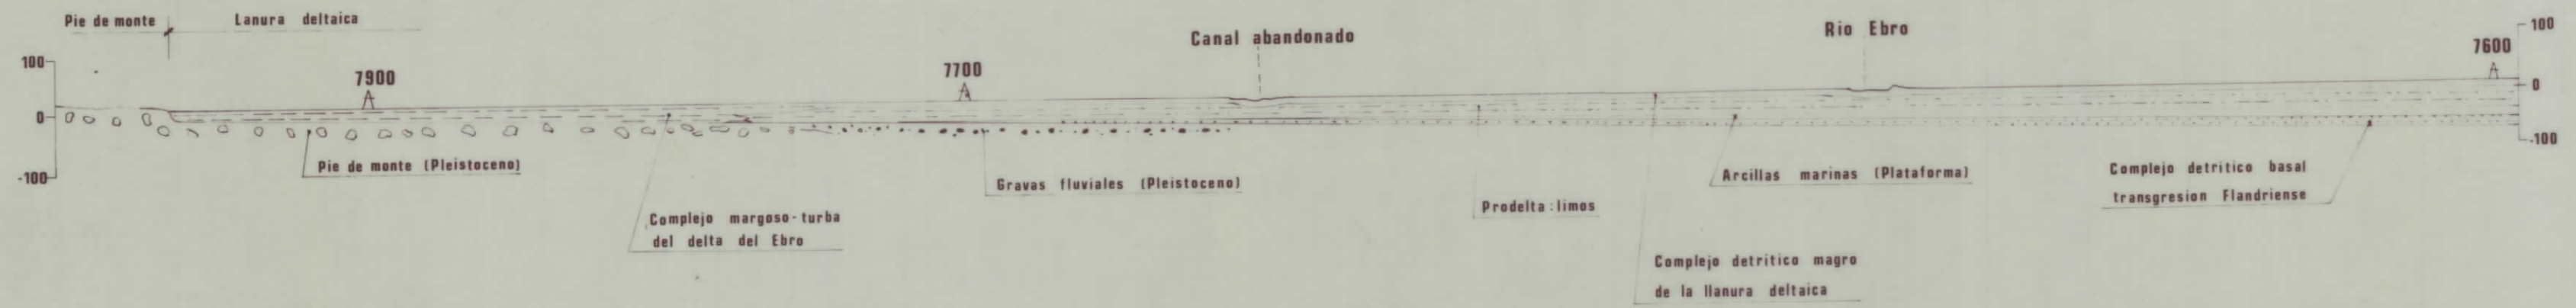 Pie de monte
Lanura deltaica
Canal abandonado
Rio Ebro
100
0
-100
7900
7700
7600
100
0
-100
Pie de monte (Pleistoceno)
Complejo margoso-turba
del delta del Ebro
Gravas fluviales (Pleistoceno)
Prodelta: limos
Complejo detritico magro
de la llanura deltaica
Arcillas marinas (Plataforma)
Complejo detritico basal
transgresion Flandriense